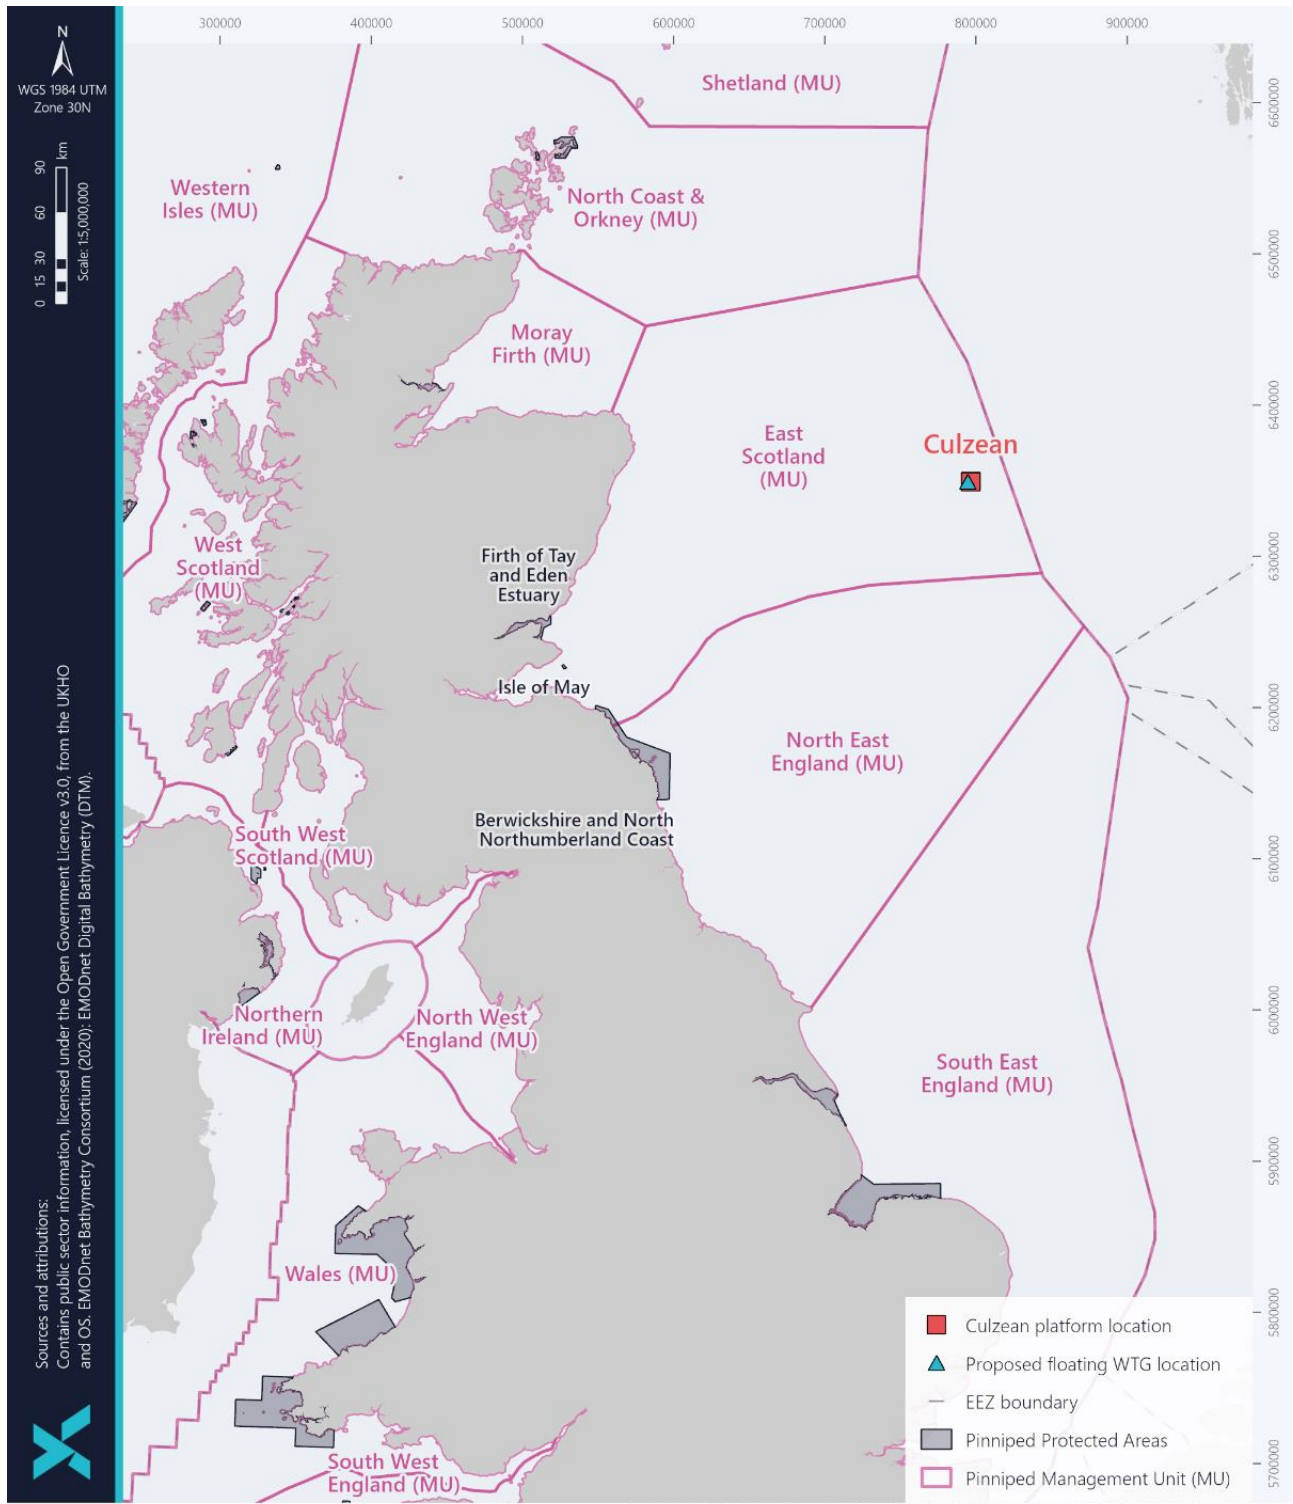 300000
400000
500000
600000
700000
800000
900000
N
WGS 1984 UTM
Zone 30N
0 15 30 60 90
km
Scale: 1:5,000,000
Sources and attributions:
Contains public sector information, licensed under the Open Government Licence v3.0, from the UKHO
and OS. EMODnet Bathymetry Consortium (2020): EMODnet Digital Bathymetry (DTM).
Shetland (MU)
Western
Isles (MU)
North Coast &
Orkney (MU)
Moray
Firth (MU)
East
Scotland
(MU)
Culzean
West
Scotland
(MU)
Firth of Tay
and Eden
Estuary
Isle of May
North East
England (MU)
Berwickshire and North
Northumberland Coast
South West
Scotland (MU)
Northern
Ireland (MU)
North West
England (MU)
South East
England (MU)
Wales (MU)
South West
England (MU)
6600000
6500000
6400000
6300000
6200000
6100000
6000000
5900000
5800000
5700000
Culzean platform location
Proposed floating WTG location
EEZ boundary
Pinniped Protected Areas
Pinniped Management Unit (MU)